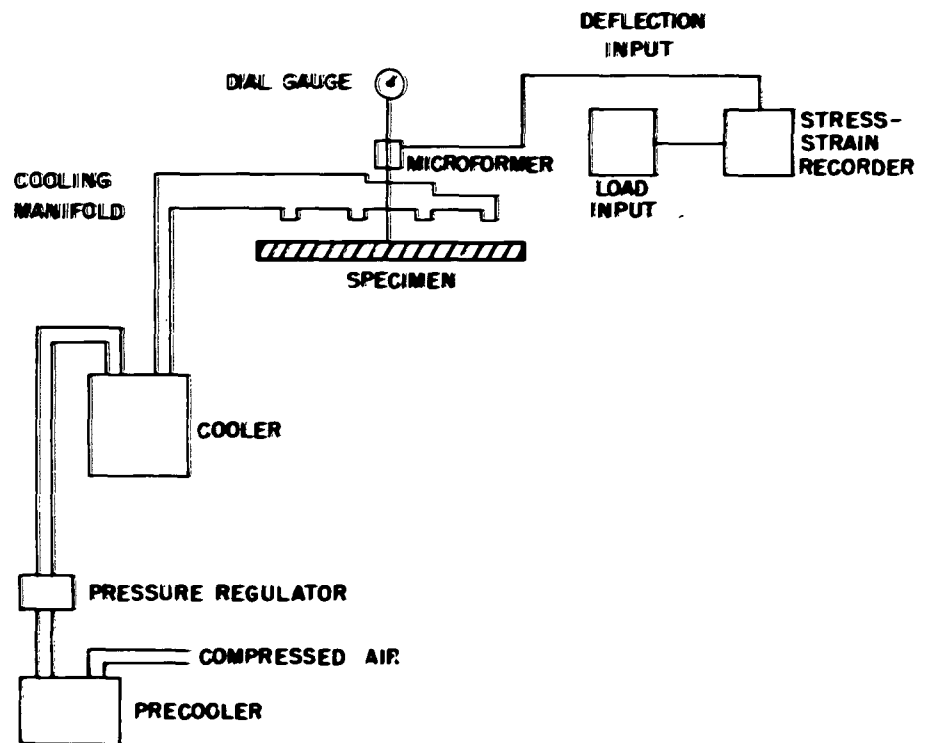 DEFLECTION
INPUT
DIAL GAUGE
MICROFORMER
STRESS-
STRAIN
RECORDER
LOAD
INPUT
COOLING
MANIFOLD
SPECIMEN
COOLER
PRESSURE REGULATOR
COMPRESSED AIR
PRECOOLER